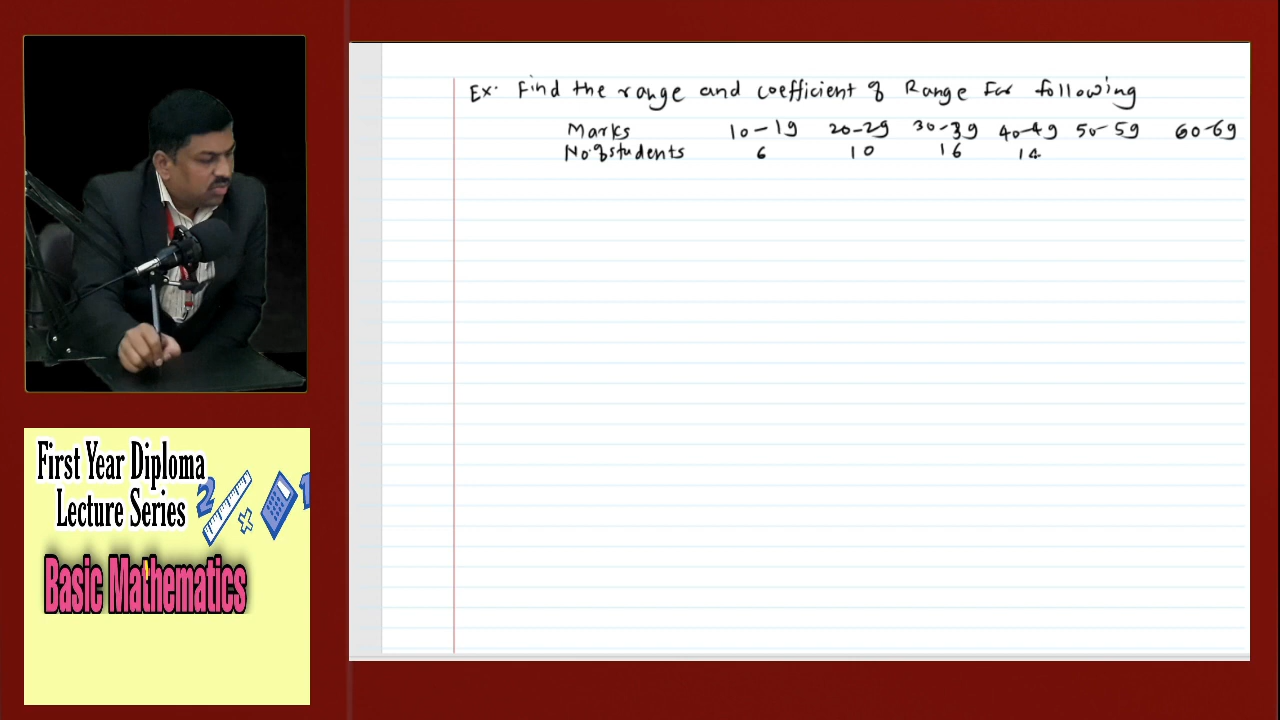 Ex. Find the range and coefficient of Range for following
Marks 10-19 20-29 30-39 40-49 50-59 60-69
No.of students 6 10 16 14
First Year Diploma
Lecture Series
Basic Mathematics